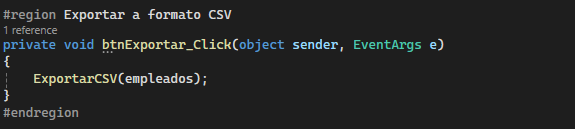 #region Exportar a formato CSV
1 reference
private void btnExportar_Click(object sender, EventArgs e)
{
    ExportarCSV(empleados);
}
#endregion